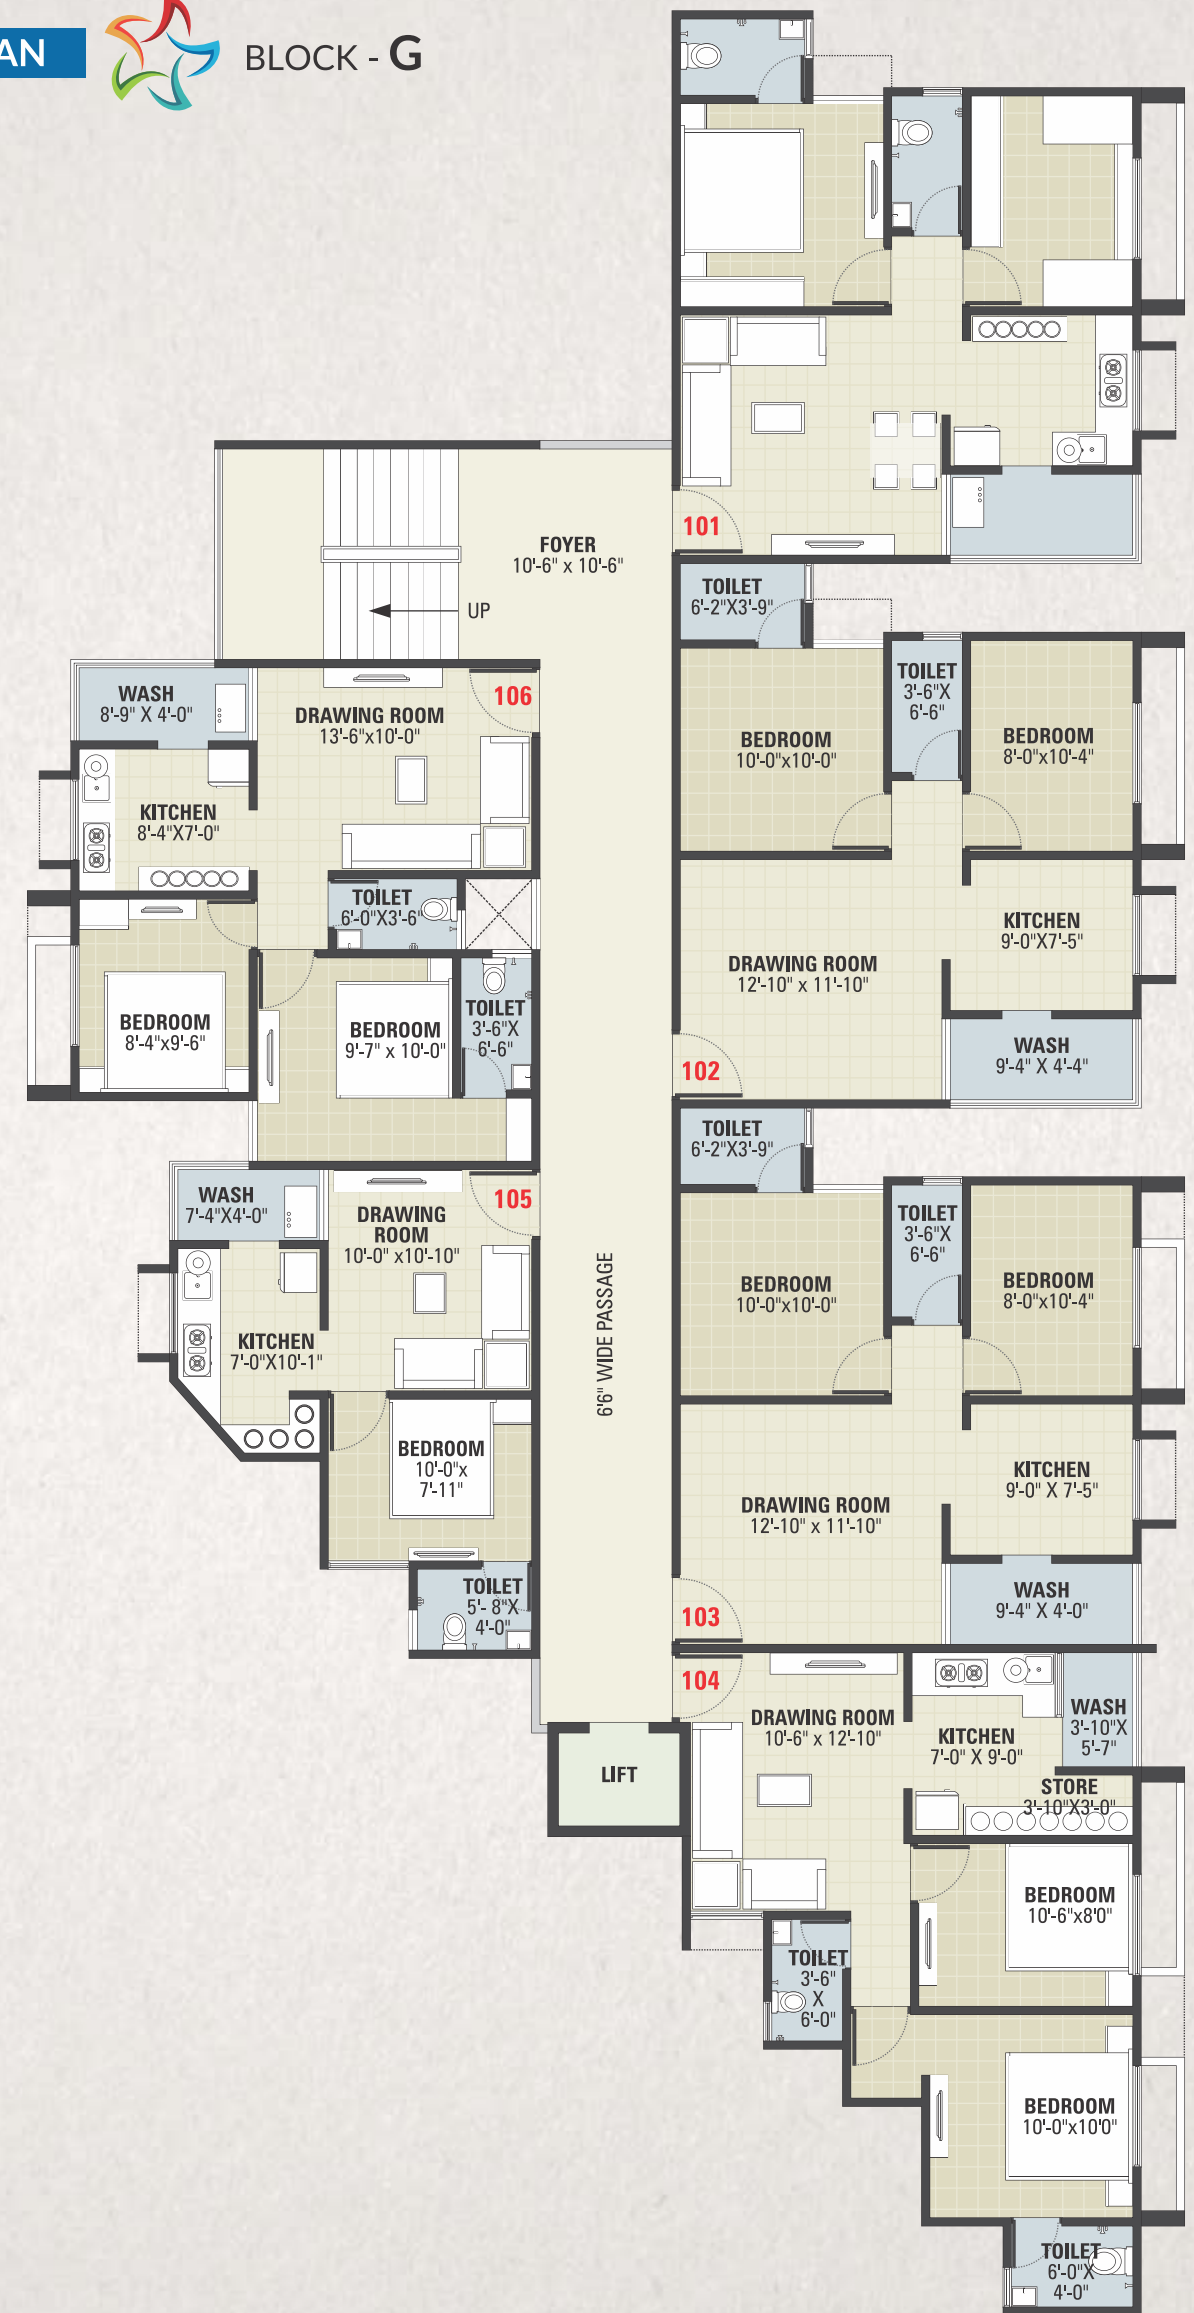 AN
BLOCK - G
101
FOYER
10'-6" x 10'-6"
UP
TOILET
6'-2"X3'-9"
TOILET
3'-6"X
6'-6"
BEDROOM
10'-0"x10'-0"
BEDROOM
8'-0"x10'-4"
KITCHEN
9'-0"X7'-5"
DRAWING ROOM
12'-10" x 11'-10"
WASH
9'-4" X 4'-4"
102
106
WASH
8'-9" X 4'-0"
DRAWING ROOM
13'-6"x10'-0"
KITCHEN
8'-4"X7'-0"
TOILET
6'-0"X3'-6"
BEDROOM
8'-4"x9'-6"
BEDROOM
9'-7" x 10'-0"
TOILET
3'-6"X
6'-6"
105
WASH
7'-4"X4'-0"
DRAWING
ROOM
10'-0" x10'-10"
KITCHEN
7'-0"X10'-1"
BEDROOM
10'-0"x
7'-11"
TOILET
5'- 8"X
4'-0"
6'6" WIDE PASSAGE
TOILET
6'-2"X3'-9"
TOILET
3'-6"X
6'-6"
BEDROOM
10'-0"x10'-0"
BEDROOM
8'-0"x10'-4"
KITCHEN
9'-0" X 7'-5"
DRAWING ROOM
12'-10" x 11'-10"
WASH
9'-4" X 4'-0"
103
104
DRAWING ROOM
10'-6" x 12'-10"
KITCHEN
7'-0" X 9'-0"
WASH
3'-10"X
5'-7"
LIFT
STORE
3'-10"X3'-0"
BEDROOM
10'-6"x8'0"
TOILET
3'-6"
X
6'-0"
BEDROOM
10'-0"x10'0"
TOILET
6'-0"X
4'-0"